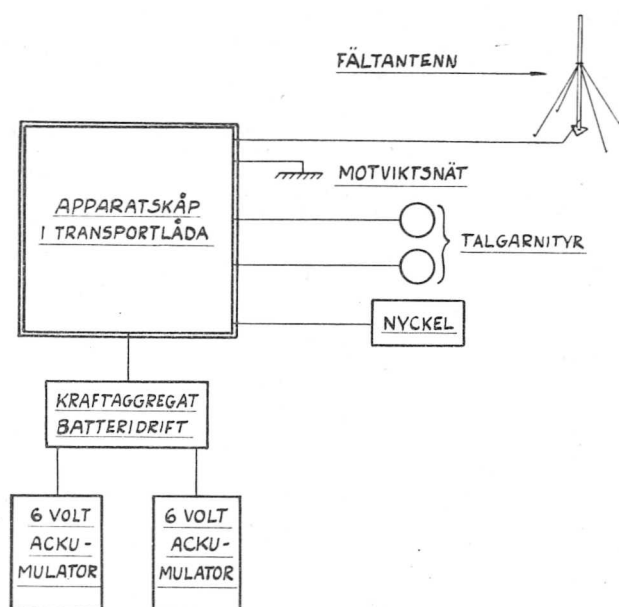 FÄLTANTENN
MOTVIKTSNÄT
APPARATSKÅP
I TRANSPORTLÅDA
TALGARNITYR
NYCKEL
KRAFTAGGREGAT
BATTERIDRIFT
6 VOLT
ACKU-
MULATOR
6 VOLT
ACKU-
MULATOR